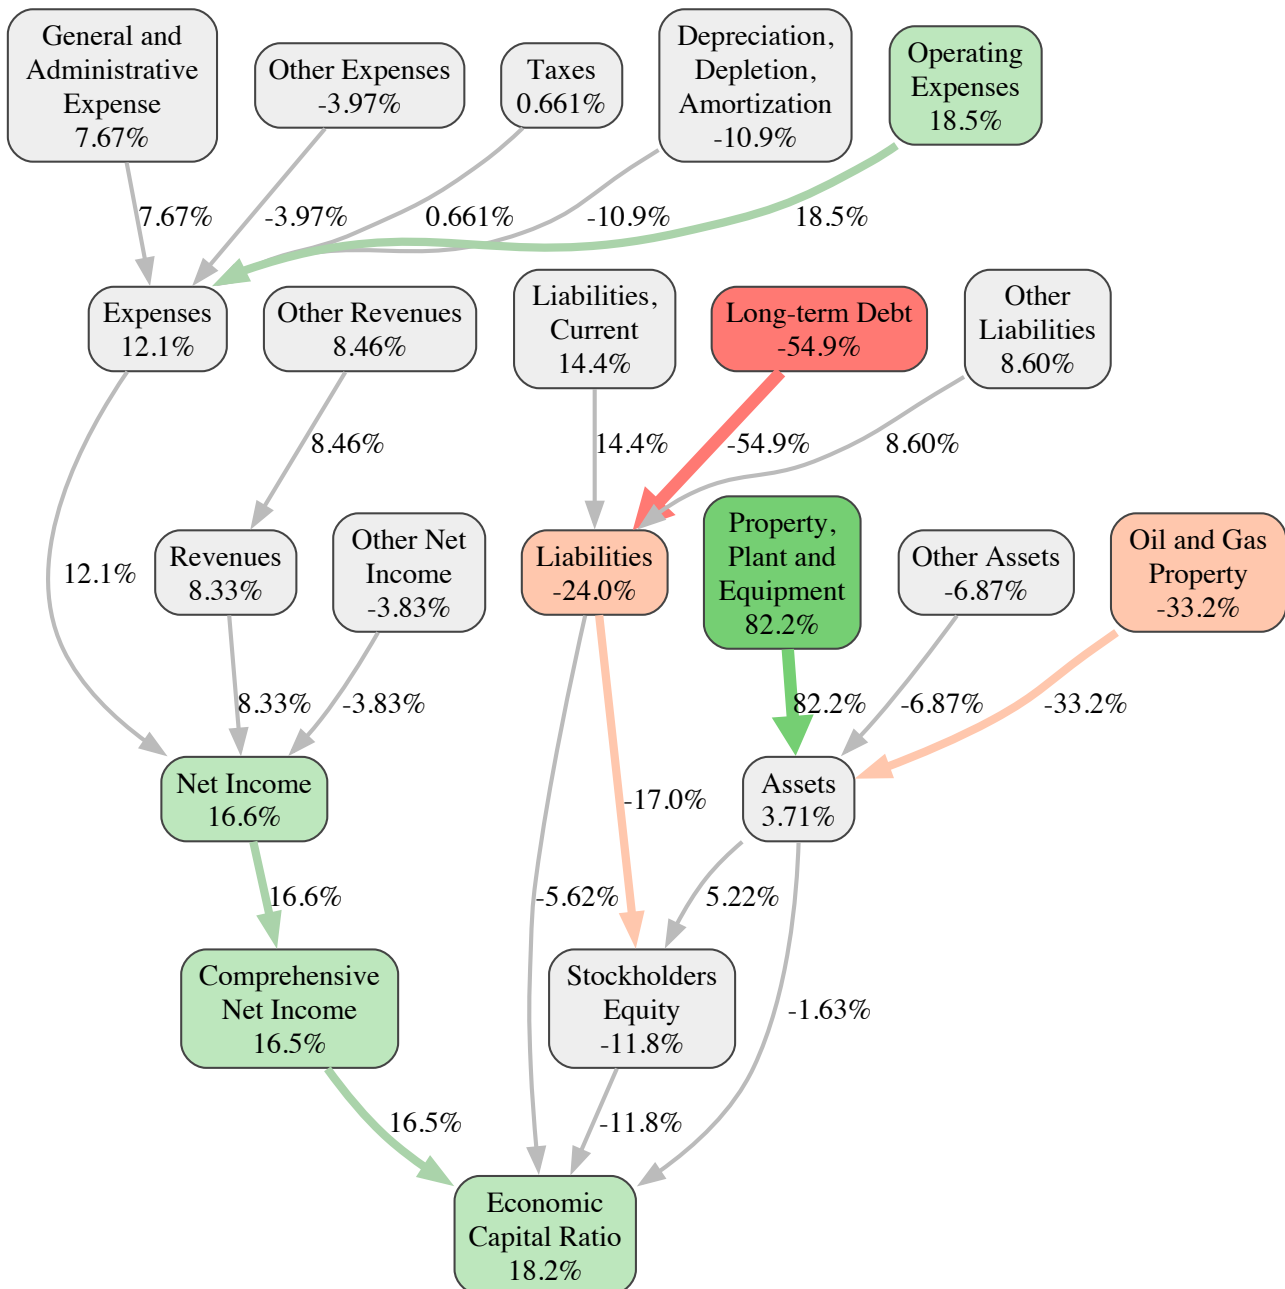 General and
Administrative
Expense
7.67%
Other Expenses
-3.97%
Taxes
0.661%
Depreciation,
Depletion,
Amortization
-10.9%
Operating
Expenses
18.5%
7.67%
-3.97%
0.661%
-10.9%
18.5%
Expenses
12.1%
Other Revenues
8.46%
Liabilities,
Current
14.4%
Long-term Debt
-54.9%
Other
Liabilities
8.60%
8.46%
14.4%
-54.9%
8.60%
12.1%
Revenues
8.33%
Other Net
Income
-3.83%
Liabilities
-24.0%
Property,
Plant and
Equipment
82.2%
Other Assets
-6.87%
Oil and Gas
Property
-33.2%
8.33%
-3.83%
82.2%
-6.87%
-33.2%
Net Income
16.6%
-17.0%
Assets
3.71%
16.6%
-5.62%
5.22%
Comprehensive
Net Income
16.5%
Stockholders
Equity
-11.8%
-1.63%
16.5%
-11.8%
Economic
Capital Ratio
18.2%